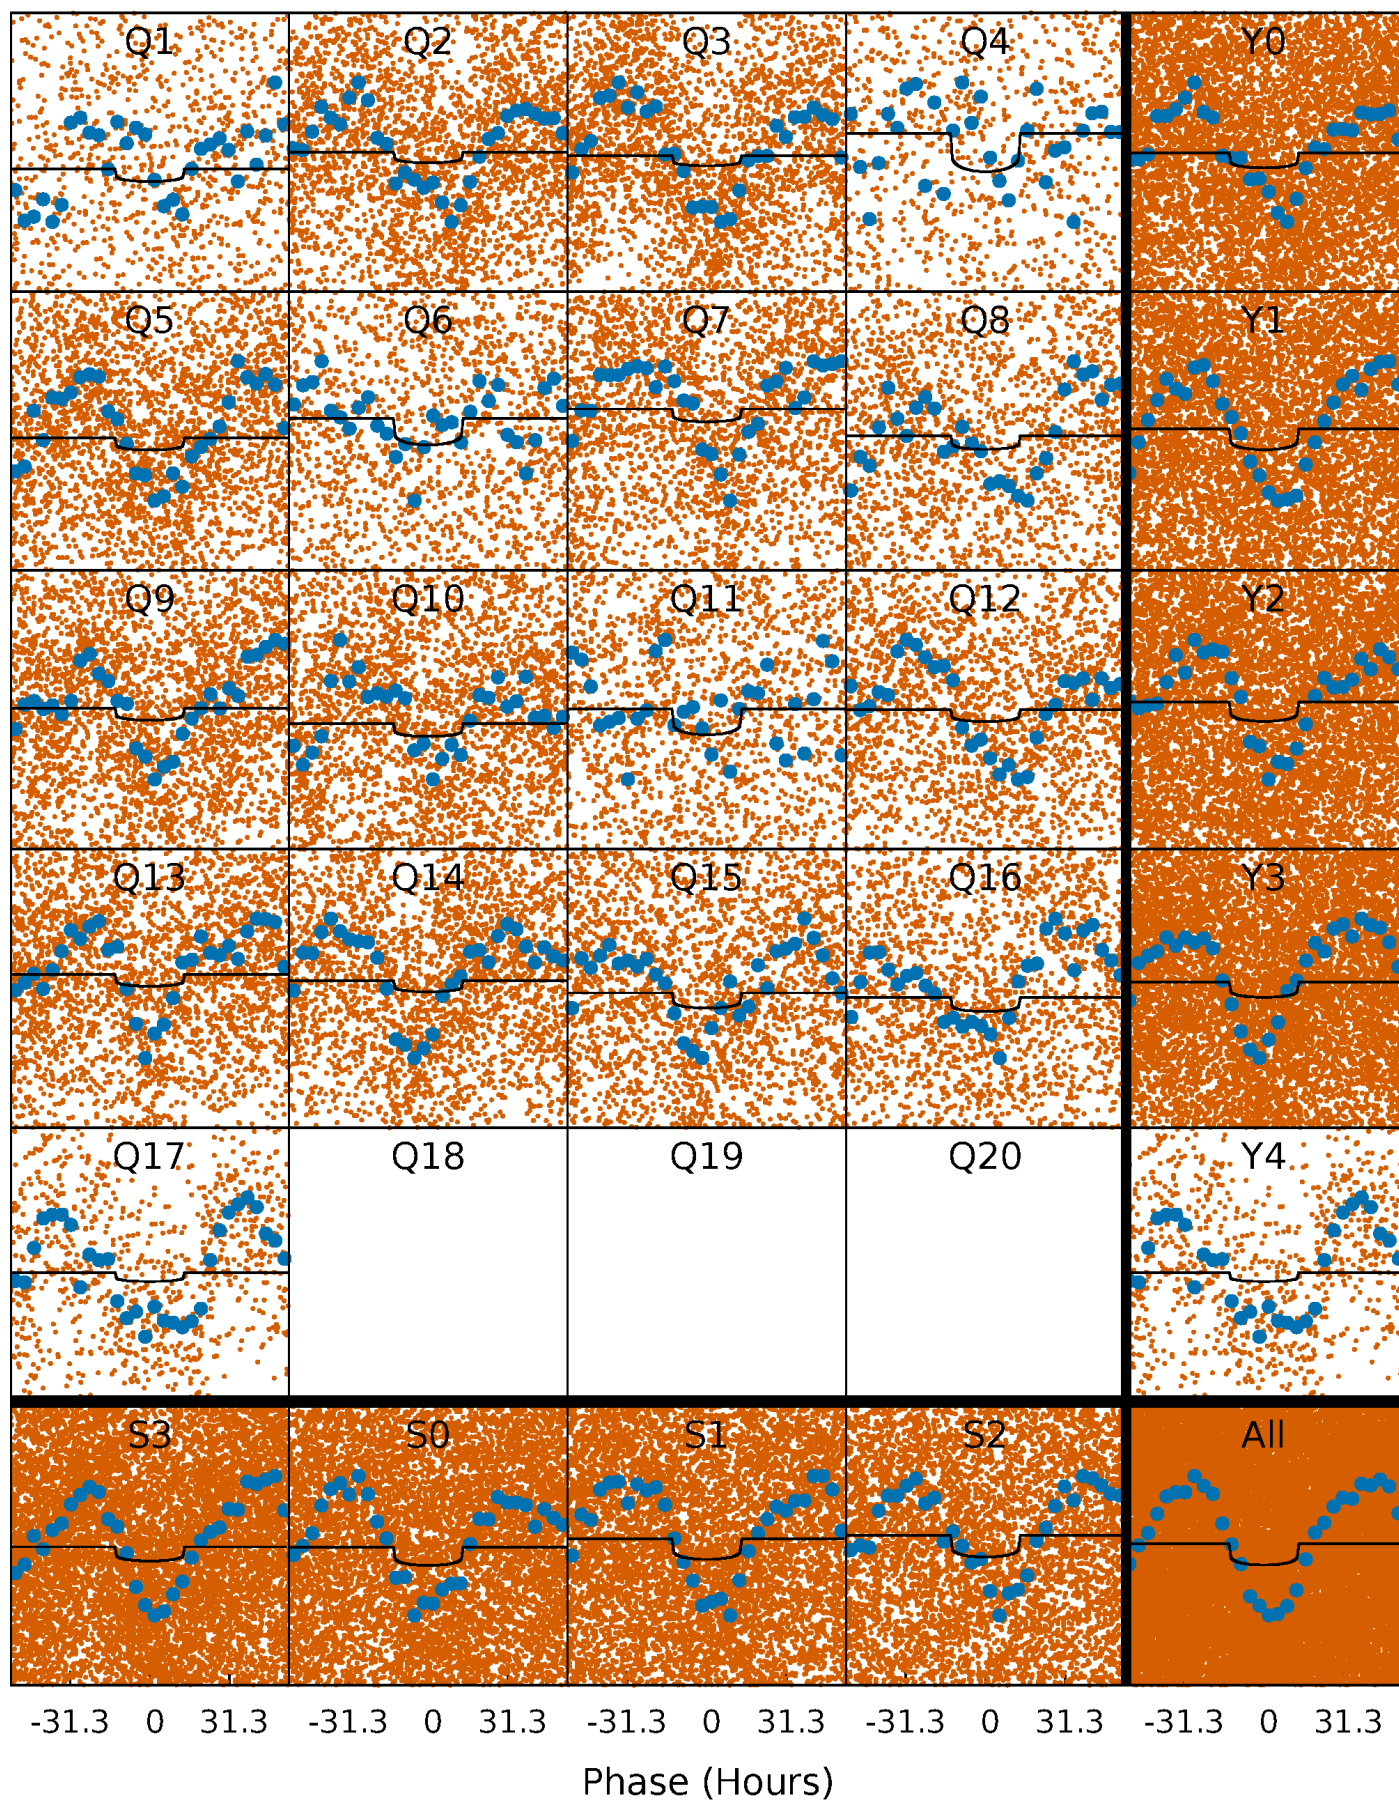 Q1 Q2 Q3 Q4 Y0
Q5 Q6 Q7 Q8 Y1
Q9 Q10 Q11 Q12 Y2
Q13 Q14 Q15 Q16 Y3
Q17 Q18 Q19 Q20 Y4
S3 S0 S1 S2 All
-31.3 0 31.3 -31.3 0 31.3 -31.3 0 31.3 -31.3 0 31.3 -31.3 0 31.3
Phase (Hours)